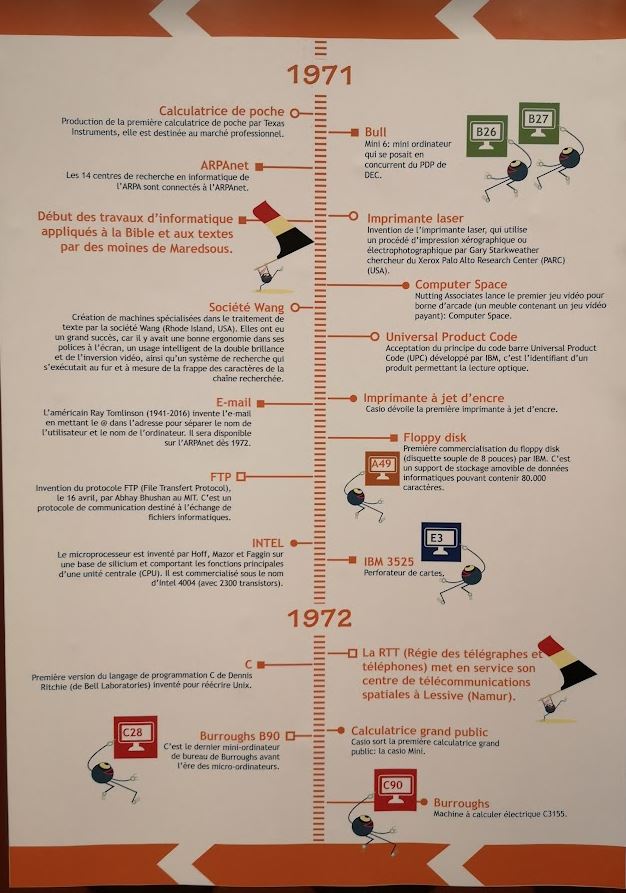 1971
Calculatrice de poche
Production de la première calculatrice de poche par Texas
Instruments, elle est destinée au marché professionnel.
Bull
Mini 6: mini ordinateur
qui se posait en
concurrent du PDP de
DEC.
B26
B27
ARPAnet
Les 14 centres de recherche en informatique de
l'ARPA sont connectés à l'ARPAnet.
Début des travaux d'informatique
appliqués à la Bible et aux textes
par des moines de Maredsous.
Imprimante laser
Invention de l'imprimante laser, qui utilise
un procédé d'impression xérographique ou
électrophotographique par Gary Starkweather
chercheur du Xerox Palo Alto Research Center (PARC)
(USA).
Computer Space
Nutting Associates lance le premier jeu vidéo pour
borne d'arcade (un meuble contenant un jeu vidéo
payant): Computer Space.
Société Wang
Création de machines spécialisées dans le traitement de
texte par la société Wang (Rhode Island, USA). Elles ont eu
un grand succès, car il y avait une bonne ergonomie dans ses
polices à l'écran, un usage intelligent de la double brillance
et de l'inversion vidéo, ainsi qu'un système de recherche qui
s'exécutait au fur et à mesure de la frappe des caractères de la
chaîne recherchée.
Universal Product Code
Acceptation du principe du code barre Universal Product
Code (UPC) développé par IBM, c'est l'identifiant d'un
produit permettant la lecture optique.
E-mail
L'américain Ray Tomlinson (1941-2016) invente l'e-mail
en mettant le @ dans l'adresse pour séparer le nom de
l'utilisateur et le nom de l'ordinateur. Il sera disponible
sur l'ARPAnet dès 1972.
Imprimante à jet d'encre
Casio dévoile la première imprimante à jet d'encre.
Floppy disk
Première commercialisation du floppy disk
(disquette souple de 8 pouces) par IBM. C'est
un support de stockage amovible de données
informatiques pouvant contenir 80.000
caractères.
A49
FTP
Invention du protocole FTP (File Transfert Protocol),
le 16 avril, par Abhay Bhushan au MIT. C'est un
protocole de communication destiné à l'échange de
fichiers informatiques.
INTEL
Le microprocesseur est inventé par Hoff, Mazor et Faggin sur
une base de silicium et comportant les fonctions principales
d'une unité centrale (CPU). Il est commercialisé sous le nom
d'Intel 4004 (avec 2300 transistors).
E3
IBM 3525
Perforateur de cartes.
1972
C
Première version du langage de programmation C de Dennis
Ritchie (de Bell Laboratories) inventé pour réécrire Unix.
La RTT (Régie des télégraphes et
téléphones) met en service son
centre de télécommunications
spatiales à Lessive (Namur).
C28
Burroughs B90
C'est le dernier mini-ordinateur
de bureau de Burroughs avant
l'ère des micro-ordinateurs.
Calculatrice grand public
Casio sort la première calculatrice grand
public: la casio Mini.
C90
Burroughs
Machine à calculer électrique C3155.